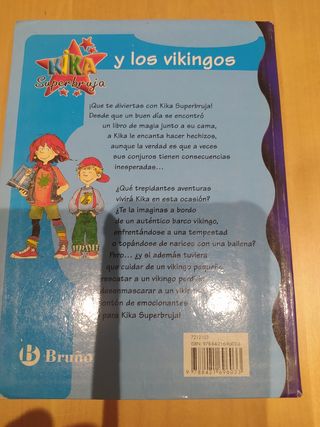 KIKA
Superbruja
y los vikingos
¡Que te diviertas con Kika Superbruja!
Desde que un buen día se encontró
un libro de magia junto a su cama,
a Kika le encanta hacer hechizos,
aunque la verdad es que a veces
sus conjuros tienen consecuencias
inesperadas...
¿Qué trepidantes aventuras
vivirá Kika en esta ocasión?
¿Te la imaginas a bordo
de un auténtico barco vikingo,
enfrentándose a una tempestad
o topándose de narices con una ballena?
Pero... ¿y si además tuviera
que cuidar de un vikingo pequeño,
rescatar a un vikingo
desenmascarar a un vikingo
ontón de emocionantes
para Kika Superbruja!
B Bruño
7212107